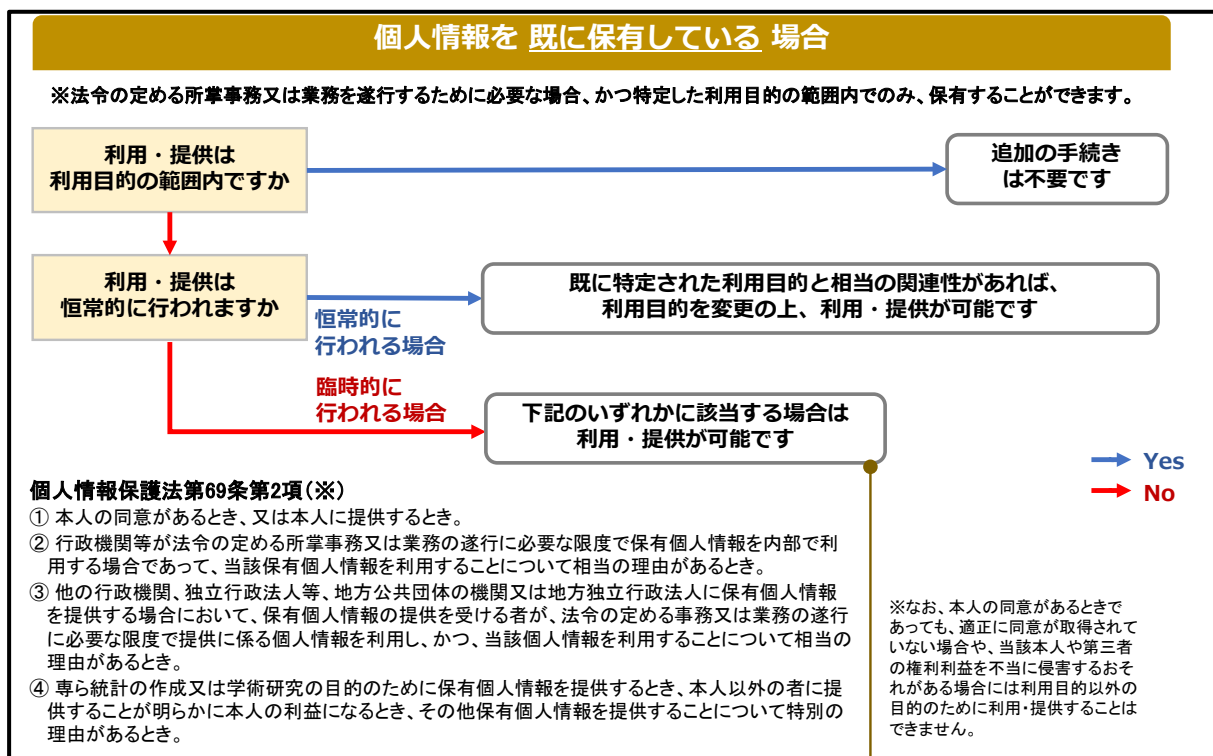 個人情報を 既に保有している 場合
※法令の定める所掌事務又は業務を遂行するために必要な場合、かつ特定した利用目的の範囲内でのみ、保有することができます。
利用・提供は
利用目的の範囲内ですか
追加の手続き
は不要です
利用・提供は
恒常的に行われますか
恒常的に
行われる場合
既に特定された利用目的と相当の関連性があれば、
利用目的を変更の上、利用・提供が可能です
臨時的に
行われる場合
下記のいずれかに該当する場合は
利用・提供が可能です
Yes
No
個人情報保護法第69条第2項(※)
① 本人の同意があるとき、又は本人に提供するとき。
② 行政機関等が法令の定める所掌事務又は業務の遂行に必要な限度で保有個人情報を内部で利
用する場合であって、当該保有個人情報を利用することについて相当の理由があるとき。
③ 他の行政機関、独立行政法人等、地方公共団体の機関又は地方独立行政法人に保有個人情報
を提供する場合において、保有個人情報の提供を受ける者が、法令の定める事務又は業務の遂行
に必要な限度で提供に係る個人情報を利用し、かつ、当該個人情報を利用することについて相当の
理由があるとき。
④ 専ら統計の作成又は学術研究の目的のために保有個人情報を提供するとき、本人以外の者に提
供することが明らかに本人の利益になるとき、その他保有個人情報を提供することについて特別の
理由があるとき。
※なお、本人の同意があるときで
あっても、適正に同意が取得されて
いない場合や、当該本人や第三者
の権利利益を不当に侵害するおそ
れがある場合には利用目的以外の
目的のために利用・提供することは
できません。